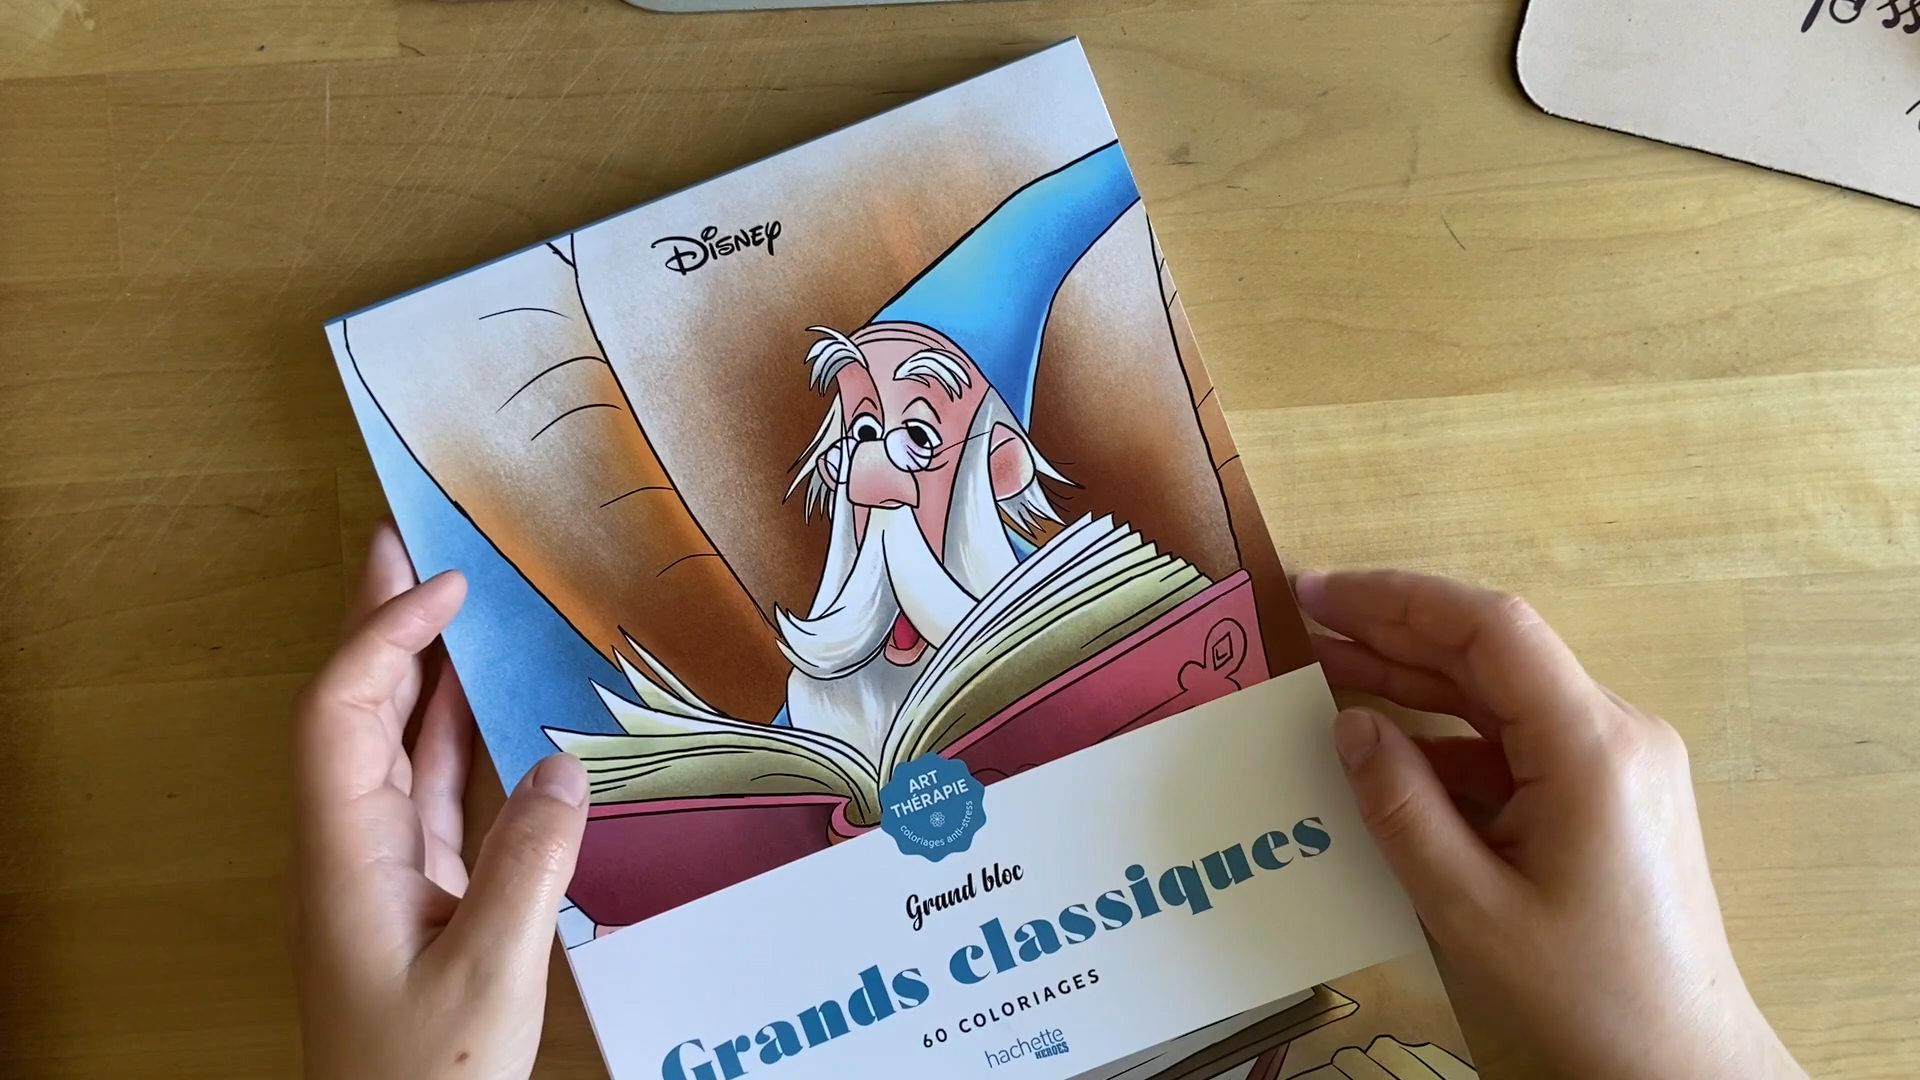 Disney
ART
THÉRAPIE
coloriages anti-stress
Grand bloc
Grands classiques
60 COLORIAGES
hachette
HEROES